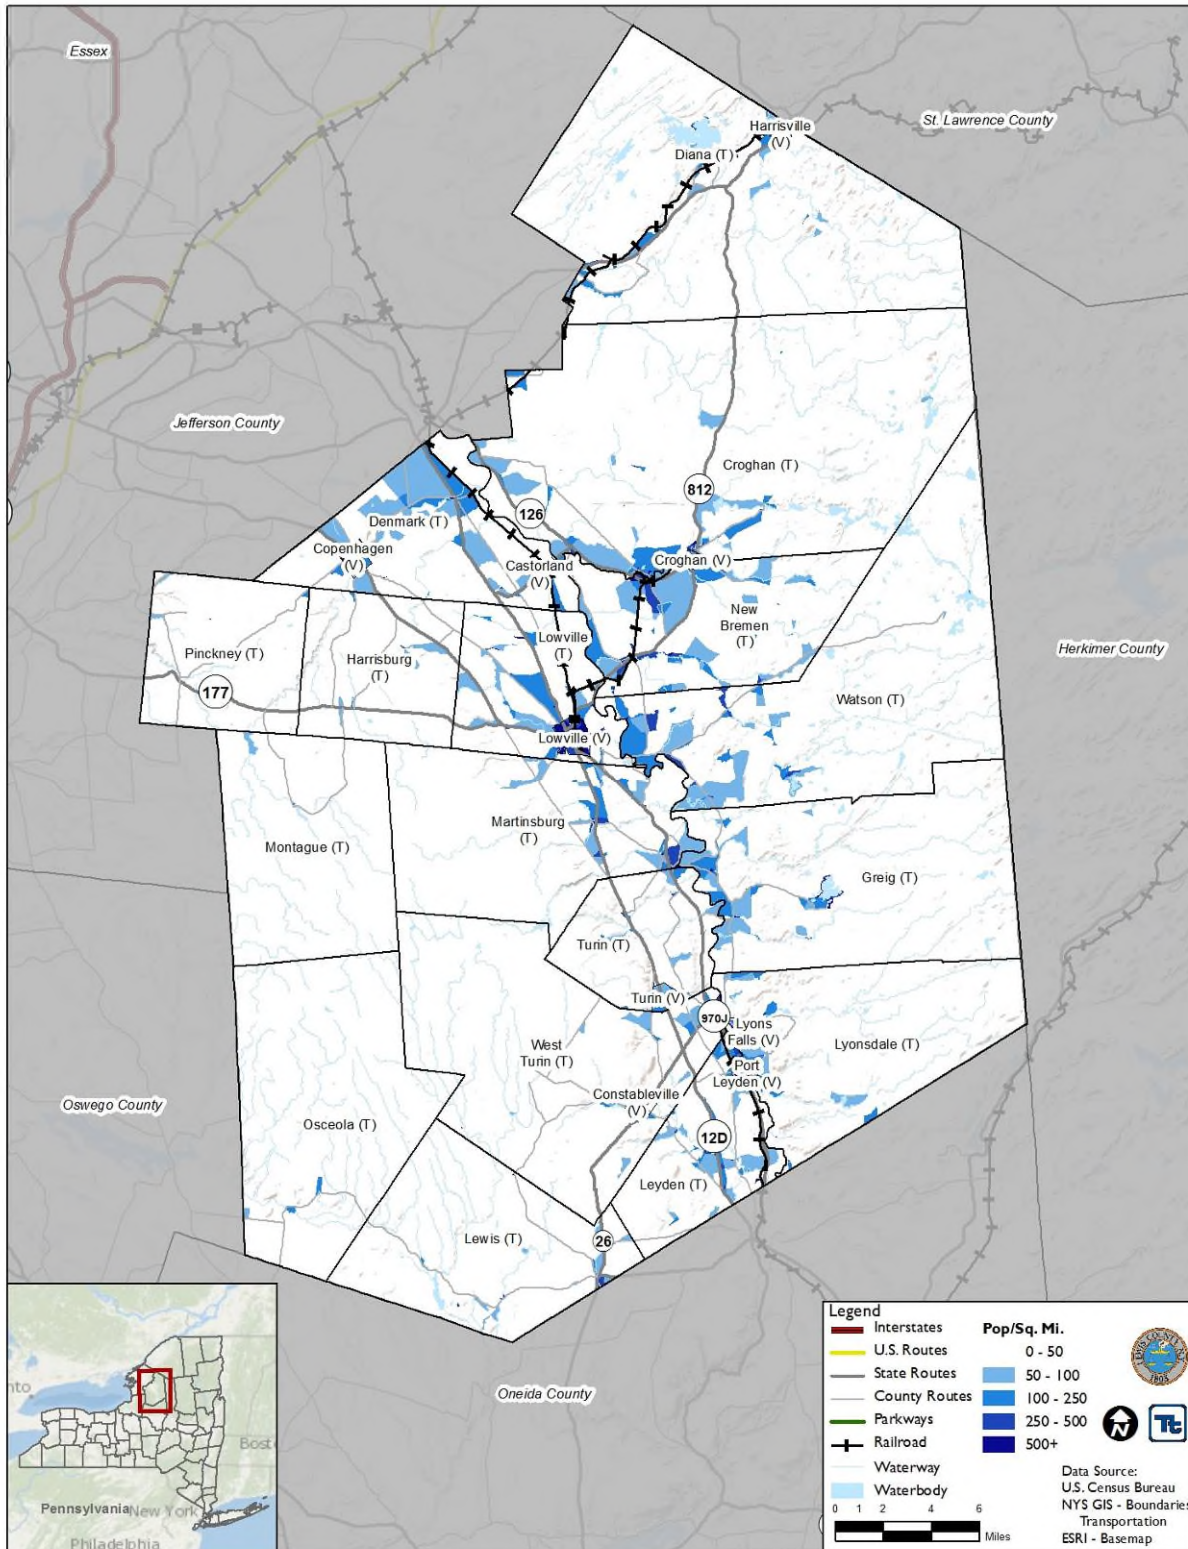 Essex
St. Lawrence County
Harrisville
(V)
Diana (T)
Jefferson County
Croghan (T)
812
126
Denmark (T)
Copenhagen
(V)
Castorland
(V)
Croghan (V)
New
Bremen
(T)
Lowville
(T)
Pinckney (T)
Harrisburg
(T)
Herkimer County
177
Watson (T)
Lowville (V)
Martinsburg
(T)
Montague (T)
Greig (T)
Turin (T)
Turin (V)
970J
Lyons
Falls (V)
West
Turin (T)
Lyonsdale (T)
Port
Leyden (V)
Constableville
(V)
Oswego County
Osceola (T)
12D
Leyden (T)
Lewis (T)
26
Oneida County
Pennsylvania
New York
Philadelphia
Legend
Interstates
U.S. Routes
State Routes
County Routes
Parkways
Railroad
Waterway
Waterbody
0 1 2 4 6
Miles
Pop/Sq. Mi.
0 - 50
50 - 100
100 - 250
250 - 500
500+
LEWIS COUNTY, N.Y.
1805
N
Tt
Data Source:
U.S. Census Bureau
NYS GIS - Boundaries
Transportation
ESRI - Basemap